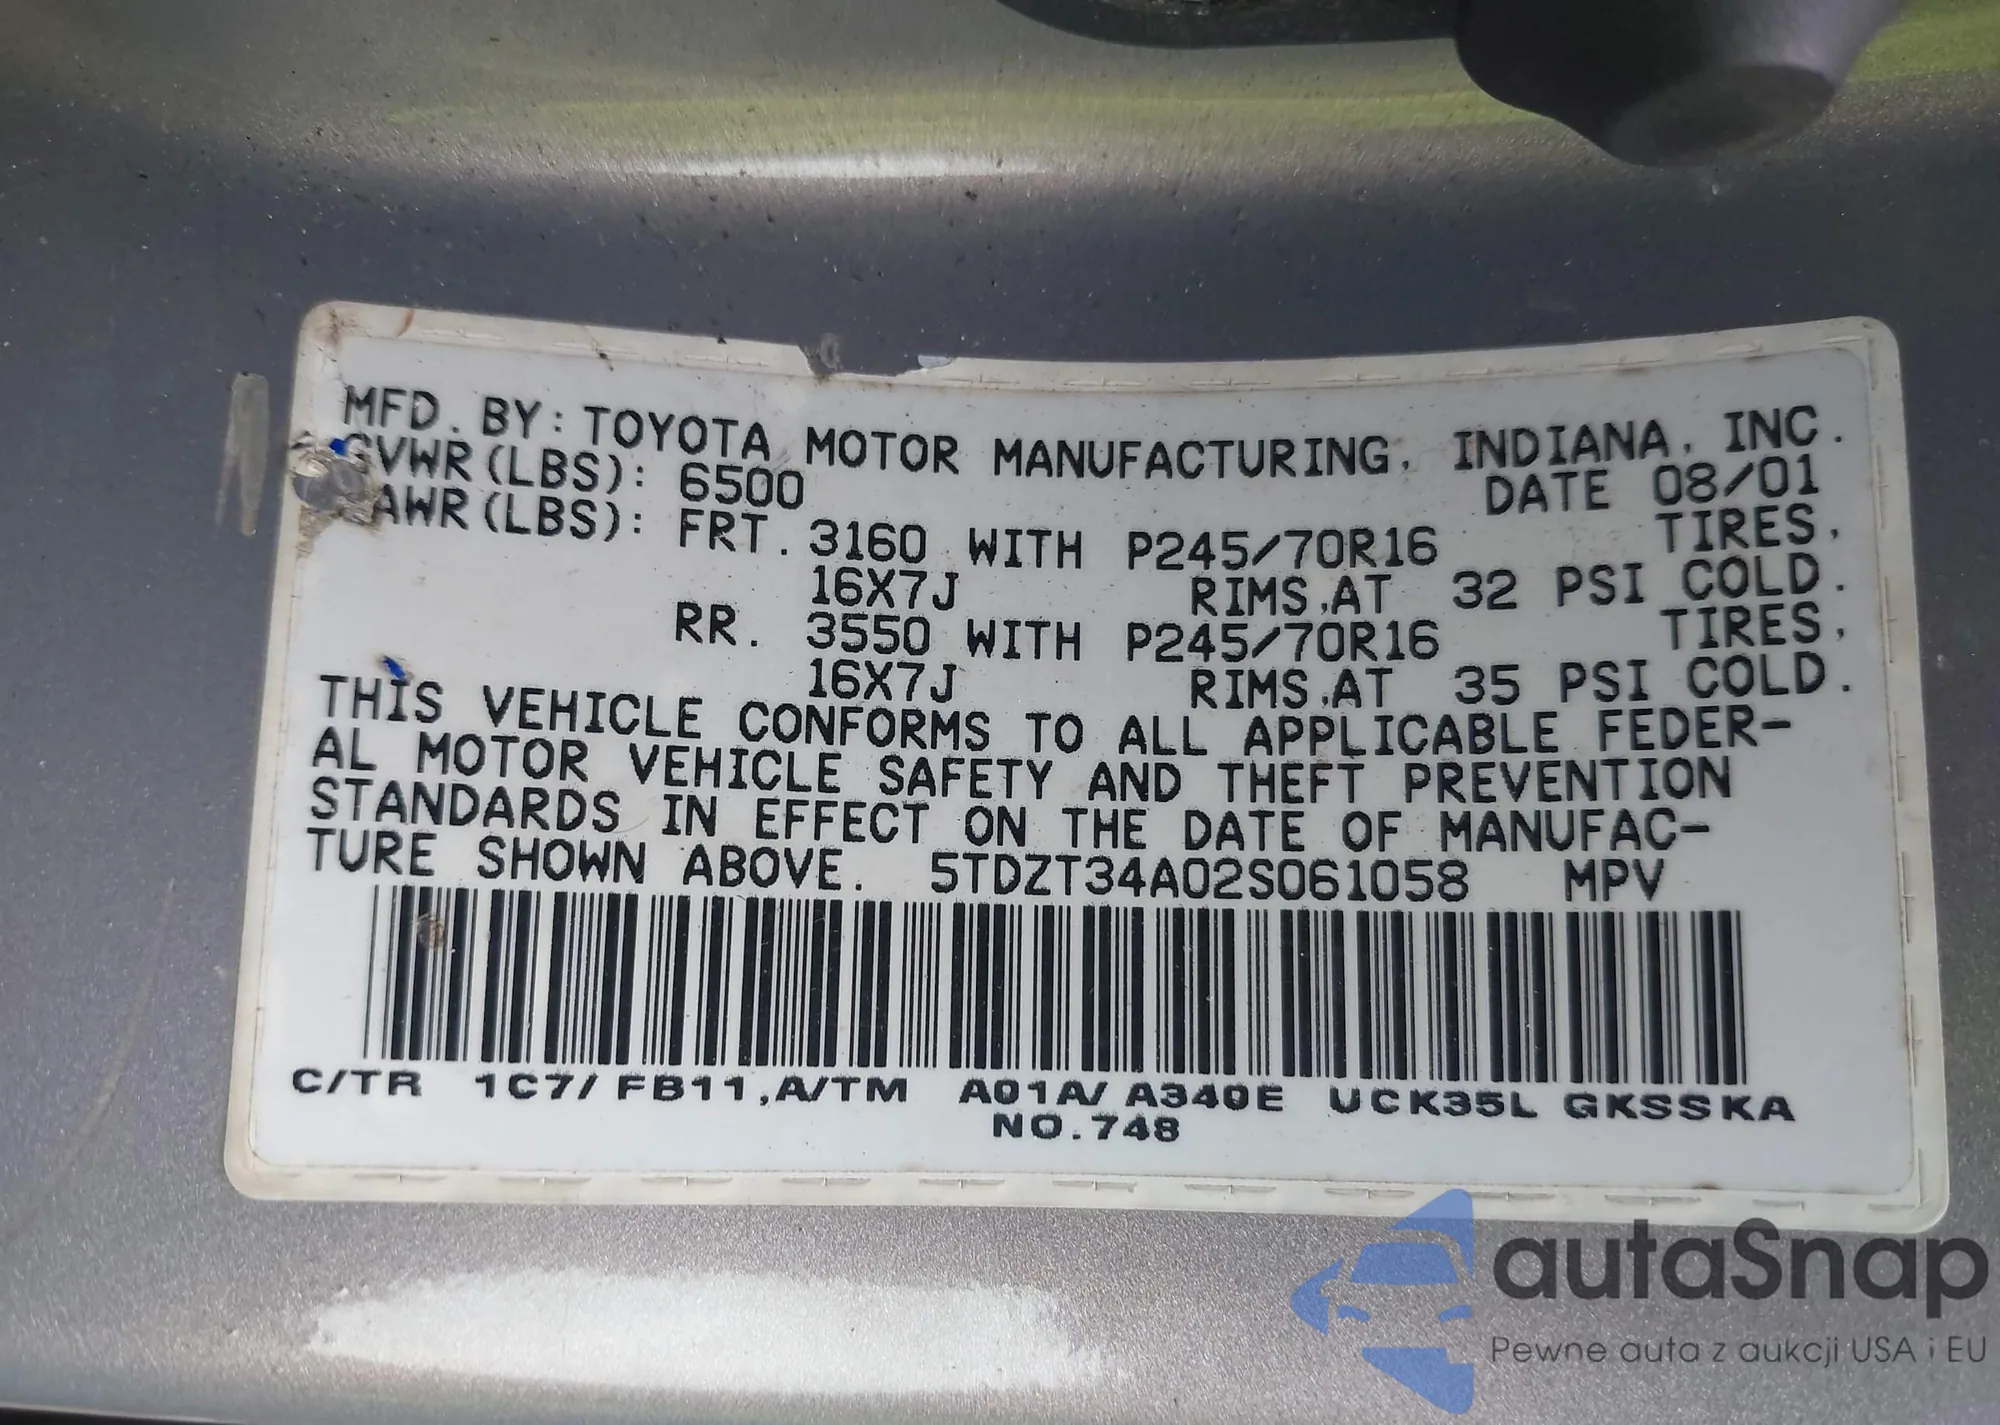 MFD. BY: TOYOTA MOTOR MANUFACTURING, INDIANA, INC.
GVWR(LBS): 6500 DATE 08/01
GAWR(LBS): FRT. 3160 WITH P245/70R16 TIRES,
16X7J RIMS,AT 32 PSI COLD.
RR. 3550 WITH P245/70R16 TIRES,
16X7J RIMS,AT 35 PSI COLD.
THIS VEHICLE CONFORMS TO ALL APPLICABLE FEDER-
AL MOTOR VEHICLE SAFETY AND THEFT PREVENTION
STANDARDS IN EFFECT ON THE DATE OF MANUFAC-
TURE SHOWN ABOVE. 5TDZT34A02S061058 MPV
C/TR 1C7/FB11,A/TM A01A/A340E UCK35L GKSSKA
NO.748
autaSnap
Pewne auta z aukcji USA i EU